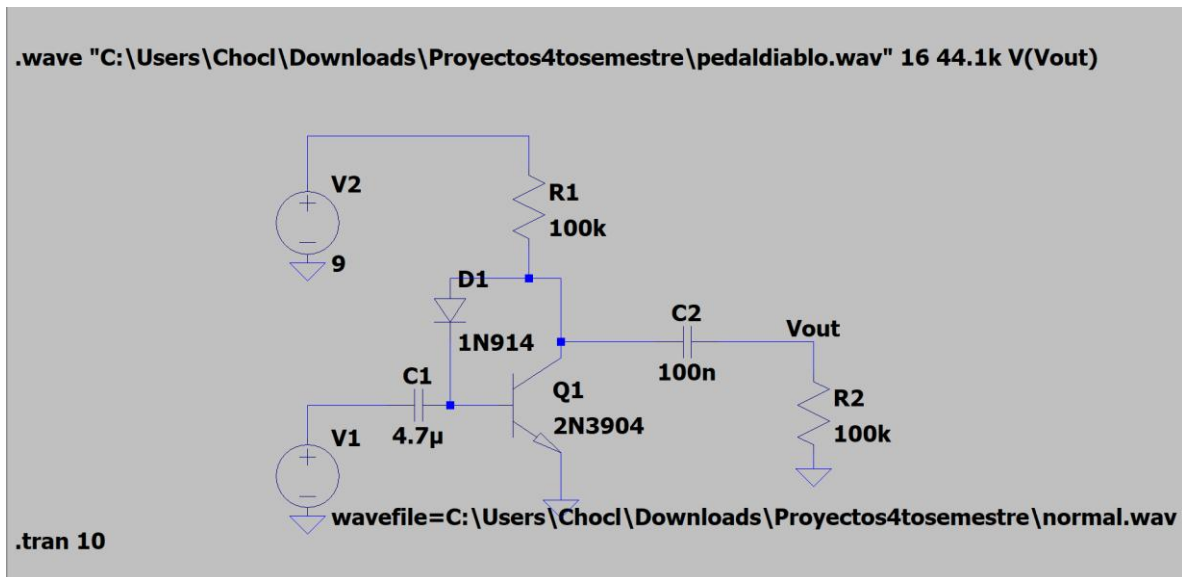 .wave "C:\Users\Chocl\Downloads\Proyectos4tosemestre\pedaldiablo.wav" 16 44.1k V(Vout)
V2
9
R1
100k
D1
1N914
C1
4.7µ
V1
Q1
2N3904
C2
100n
Vout
R2
100k
wavefile=C:\Users\Chocl\Downloads\Proyectos4tosemestre\normal.wav
.tran 10